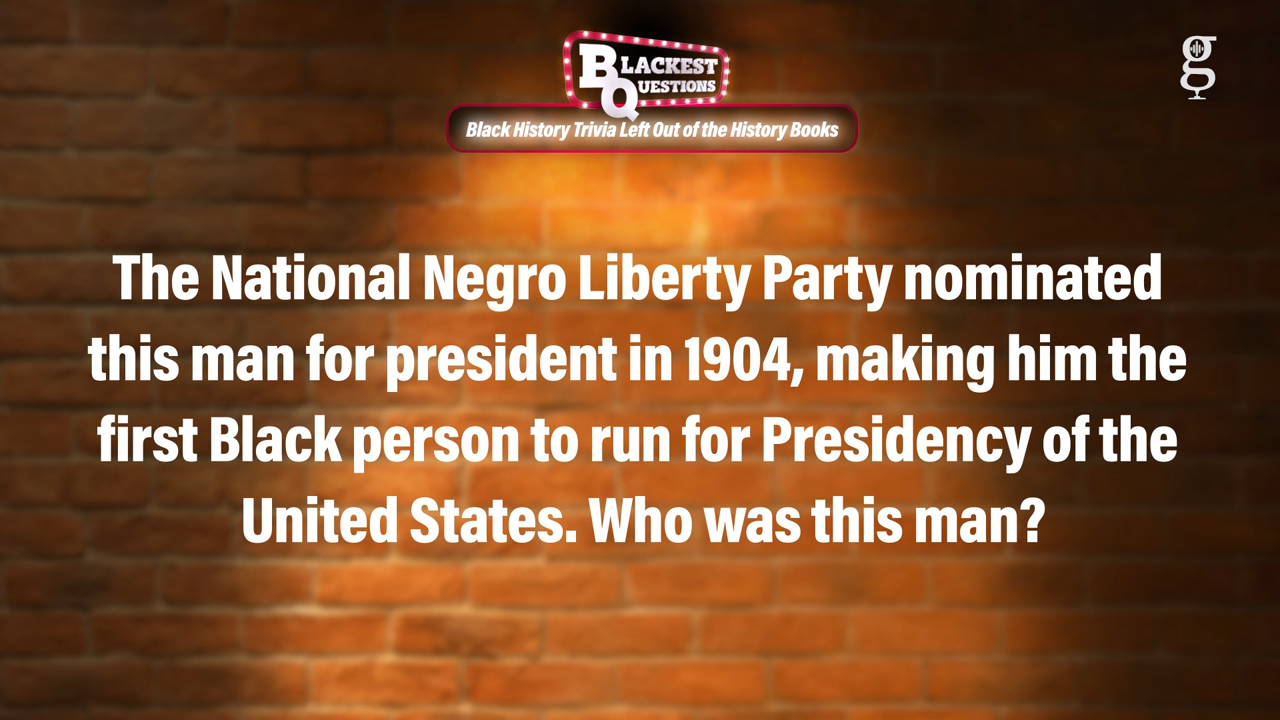 BLACKEST
QUESTIONS
Black History Trivia Left Out of the History Books
g
The National Negro Liberty Party nominated
this man for president in 1904, making him the
first Black person to run for Presidency of the
United States. Who was this man?